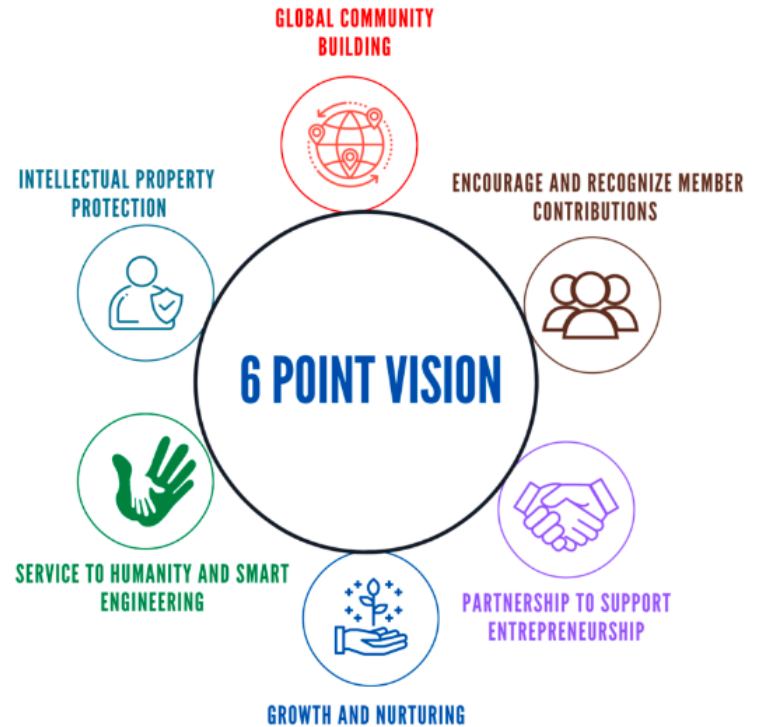 GLOBAL COMMUNITY
BUILDING
INTELLECTUAL PROPERTY
PROTECTION
ENCOURAGE AND RECOGNIZE MEMBER
CONTRIBUTIONS
6 POINT VISION
SERVICE TO HUMANITY AND SMART
ENGINEERING
PARTNERSHIP TO SUPPORT
ENTREPRENEURSHIP
GROWTH AND NURTURING